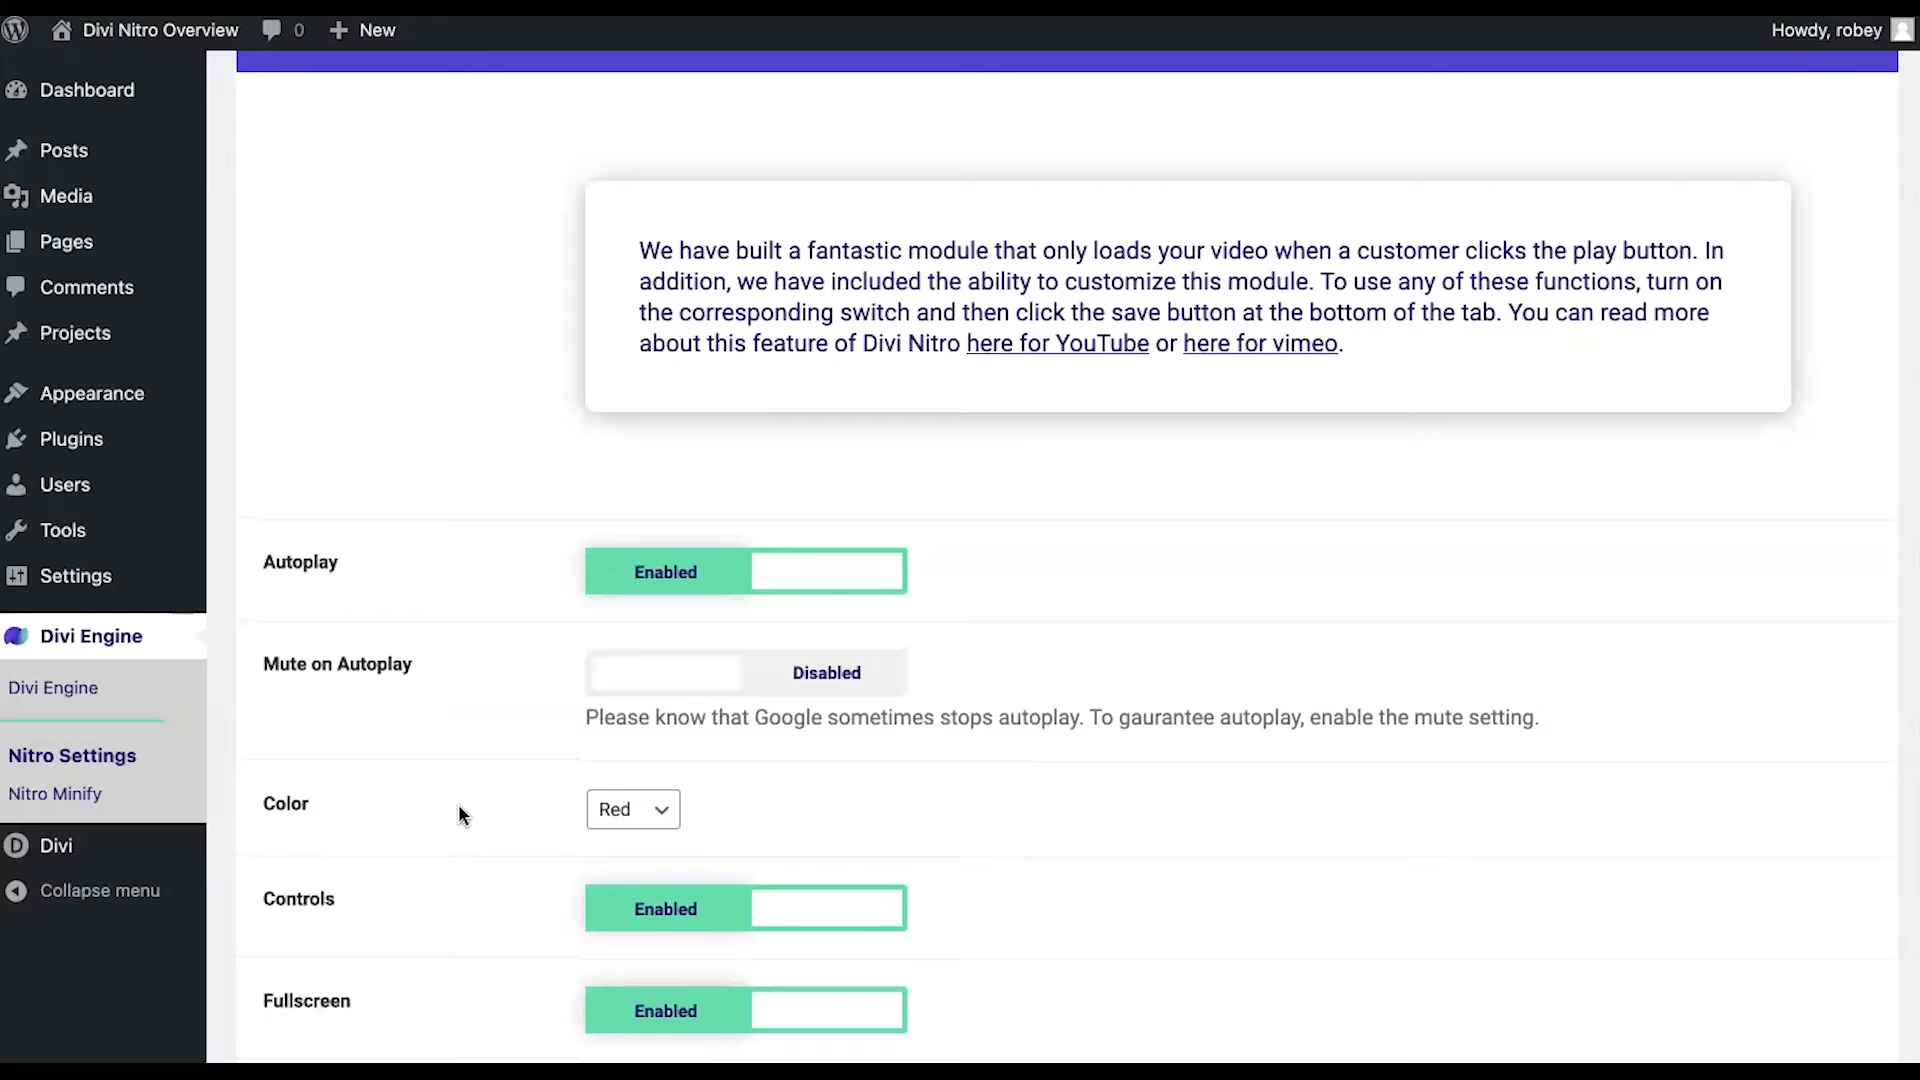 Divi Nitro Overview 0 New Howdy, robey
Dashboard
Posts
Media
Pages
Comments
Projects
Appearance
Plugins
Users
Tools
Settings
Divi Engine
Divi Engine
Nitro Settings
Nitro Minify
Divi
Collapse menu
We have built a fantastic module that only loads your video when a customer clicks the play button. In
addition, we have included the ability to customize this module. To use any of these functions, turn on
the corresponding switch and then click the save button at the bottom of the tab. You can read more
about this feature of Divi Nitro here for YouTube or here for vimeo.
Autoplay Enabled
Mute on Autoplay Disabled
Please know that Google sometimes stops autoplay. To gaurantee autoplay, enable the mute setting.
Color Red
Controls Enabled
Fullscreen Enabled